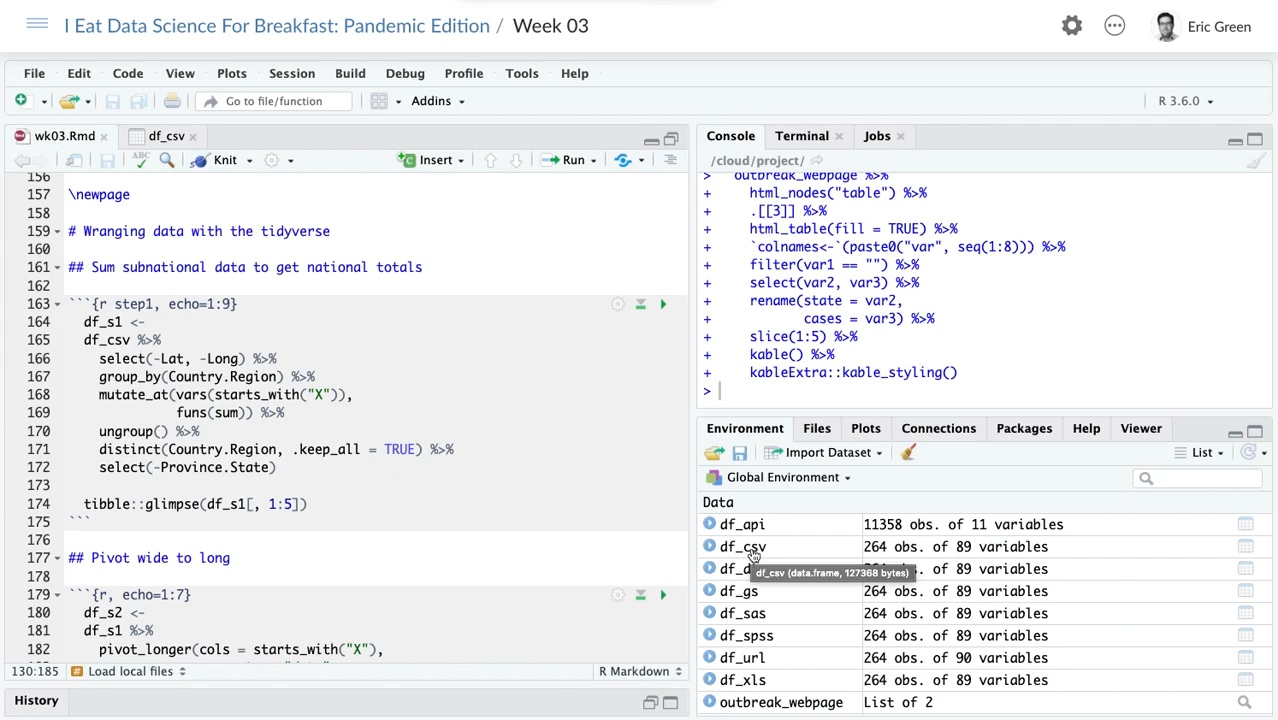 I Eat Data Science For Breakfast: Pandemic Edition / Week 03
Eric Green
File Edit Code View Plots Session Build Debug Profile Tools Help
Go to file/function
Addins
R 3.6.0
wk03.Rmd
df_csv
ABC
Knit
Insert
Run
156
157 \newpage
158
159 # Wranging data with the tidyverse
160
161 ## Sum subnational data to get national totals
162
163 ```{r step1, echo=1:9}
164 df_s1 <-
165 df_csv %>%
166 select(-Lat, -Long) %>%
167 group_by(Country.Region) %>%
168 mutate_at(vars(starts_with("X")),
169 funs(sum)) %>%
170 ungroup() %>%
171 distinct(Country.Region, .keep_all = TRUE) %>%
172 select(-Province.State)
173
174 tibble::glimpse(df_s1[, 1:5])
175 ```
176
177 ## Pivot wide to long
178
179 ```{r, echo=1:7}
180 df_s2 <-
181 df_s1 %>%
182 pivot_longer(cols = starts_with("X"),
130:185 # Load local files R Markdown
History
Console Terminal Jobs
/cloud/project/
> outbreak_webpage %>%
+ html_nodes("table") %>%
+ .[[3]] %>%
+ html_table(fill = TRUE) %>%
+ `colnames<-`(paste0("var", seq(1:8))) %>%
+ filter(var1 == "") %>%
+ select(var2, var3) %>%
+ rename(state = var2,
+ cases = var3) %>%
+ slice(1:5) %>%
+ kable() %>%
+ kableExtra::kable_styling()
>
Environment Files Plots Connections Packages Help Viewer
Import Dataset
List
Global Environment
Data
df_api 11358 obs. of 11 variables
df_csv 264 obs. of 89 variables
obs. of 89 variables
df_csv (data.frame, 127368 bytes)
df_gs 264 obs. of 89 variables
df_sas 264 obs. of 89 variables
df_spss 264 obs. of 89 variables
df_url 264 obs. of 90 variables
df_xls 264 obs. of 89 variables
outbreak_webpage List of 2